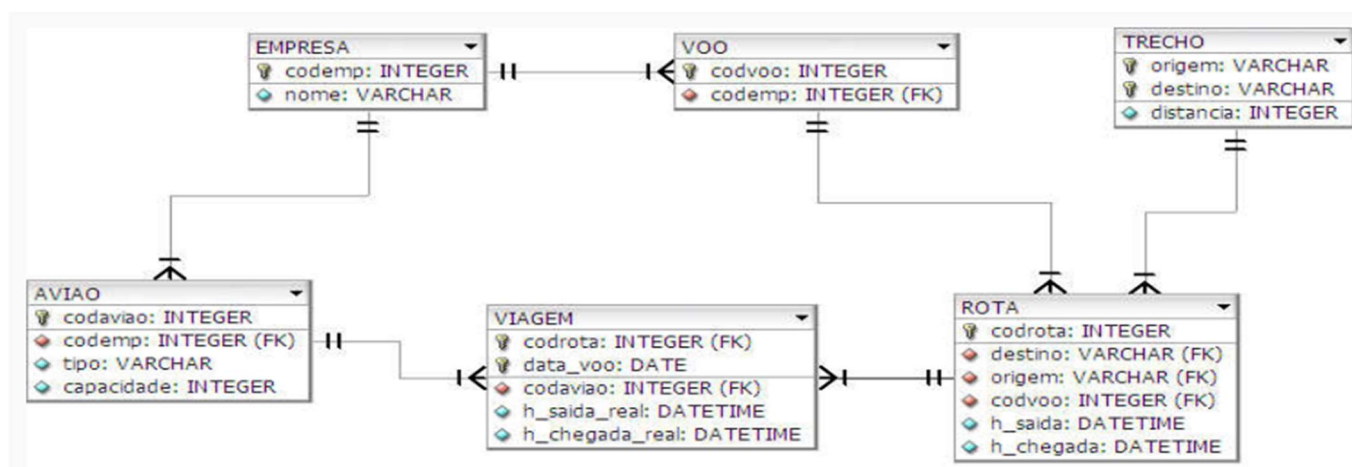 EMPRESA
codemp: INTEGER
nome: VARCHAR
VOO
codvoo: INTEGER
codemp: INTEGER (FK)
TRECHO
origem: VARCHAR
destino: VARCHAR
distancia: INTEGER
AVIAO
codaviao: INTEGER
codemp: INTEGER (FK)
tipo: VARCHAR
capacidade: INTEGER
VIAGEM
codrota: INTEGER (FK)
data_voo: DATE
codaviao: INTEGER (FK)
h_saida_real: DATETIME
h_chegada_real: DATETIME
ROTA
codrota: INTEGER
destino: VARCHAR (FK)
origem: VARCHAR (FK)
codvoo: INTEGER (FK)
h_saida: DATETIME
h_chegada: DATETIME